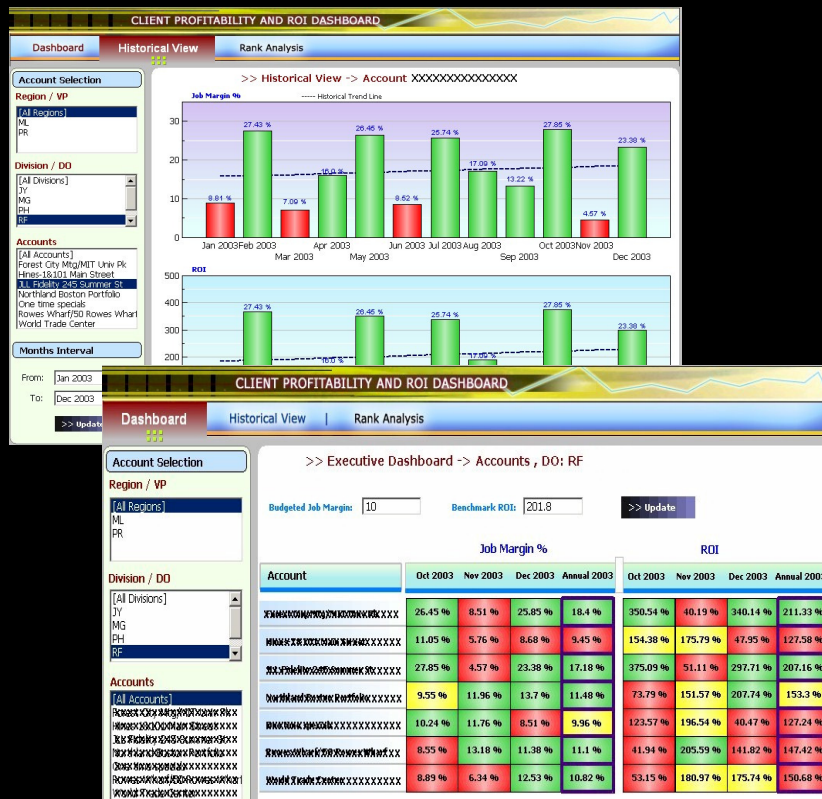 CLIENT PROFITABILITY AND ROI DASHBOARD
Dashboard Historical View Rank Analysis
Account Selection
Region / VP
[All Regions]
ML
PR
Division / DO
[All Divisions]
JY
MG
PH
RF
Accounts
[All Accounts]
Forest City Mtg/MIT Univ Pk
Hines-1&101 Main Street
JLL Fidelity 245 Summer St
Northland Boston Portfolio
One time specials
Rowes Wharf/50 Rowes Wharf
World Trade Center
Months Interval
From: Jan 2003
To: Dec 2003
>> Update
>> Historical View -> Account XXXXXXXXXXXXXXX
Job Margin % ----- Historical Trend Line
30
20
10
0
8.81 % 27.43 % 7.09 % 16.0 % 26.46 % 8.52 % 25.74 % 17.09 % 13.22 % 27.85 % 4.57 % 23.38 %
Jan 2003 Feb 2003 Apr 2003 Jun 2003 Jul 2003 Aug 2003 Oct 2003 Nov 2003
Mar 2003 May 2003 Sep 2003 Dec 2003
ROI
500
400
300
200
27.43 % 16.0 % 26.46 % 25.74 % 17.09 % 27.85 % 23.38 %
CLIENT PROFITABILITY AND ROI DASHBOARD
Dashboard Historical View | Rank Analysis
Account Selection
Region / VP
[All Regions]
ML
PR
Division / DO
[All Divisions]
JY
MG
PH
RF
Accounts
[All Accounts]
>> Executive Dashboard -> Accounts , DO: RF
Budgeted Job Margin: 10 Benchmark ROI: 201.8 >> Update
Job Margin % ROI
Account Oct 2003 Nov 2003 Dec 2003 Annual 2003 Oct 2003 Nov 2003 Dec 2003 Annual 2003
26.45 % 8.51 % 25.85 % 18.4 % 350.54 % 40.19 % 340.14 % 211.33 %
11.05 % 5.76 % 8.68 % 9.45 % 154.38 % 175.79 % 47.95 % 127.58 %
27.85 % 4.57 % 23.38 % 17.18 % 375.09 % 51.11 % 297.71 % 207.16 %
9.55 % 11.96 % 13.7 % 11.48 % 73.79 % 151.57 % 207.74 % 153.3 %
10.24 % 11.76 % 8.51 % 9.96 % 123.57 % 196.54 % 40.47 % 127.24 %
8.55 % 13.18 % 11.38 % 11.1 % 41.94 % 205.59 % 141.82 % 147.42 %
8.89 % 6.34 % 12.53 % 10.82 % 53.15 % 180.97 % 175.74 % 150.68 %